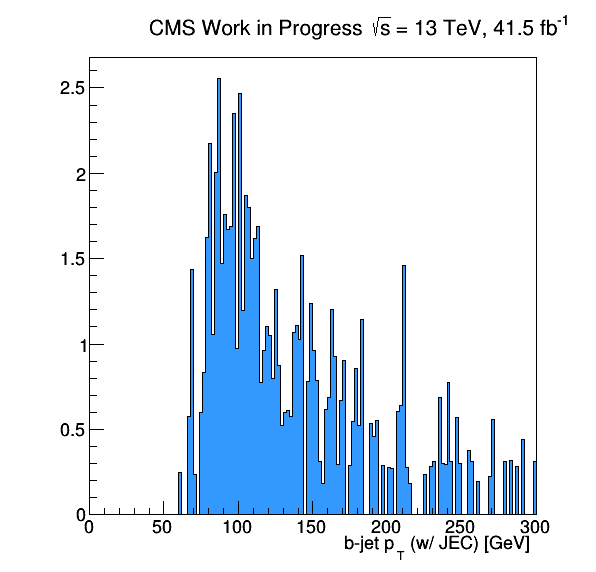 CMS Work in Progress √s = 13 TeV, 41.5 fb⁻¹
2.5
2
1.5
1
0.5
0
0 50 100 150 200 250 300
b-jet p_T (w/ JEC) [GeV]